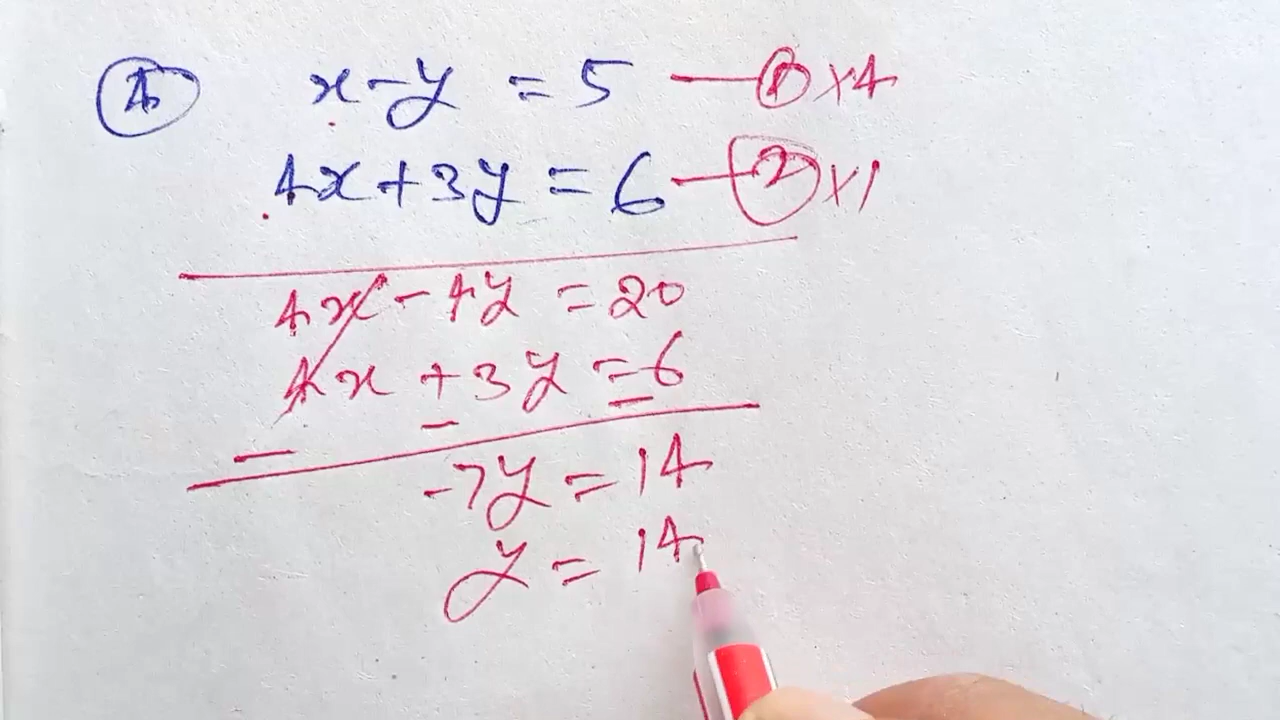 ④ x - y = 5 — ① × 4
4x + 3y = 6 — ② × 1
4x - 4y = 20
4x + 3y = 6
- - -
-7y = 14
y = 14